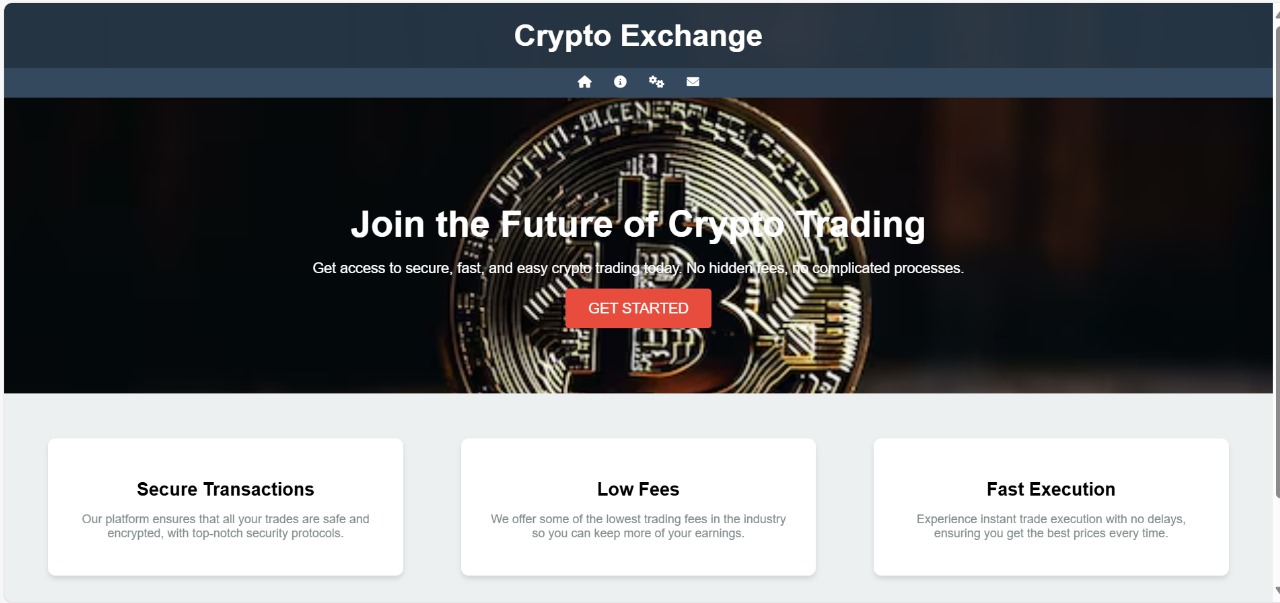 Crypto Exchange
Join the Future of Crypto Trading
Get access to secure, fast, and easy crypto trading today. No hidden fees, no complicated processes.
GET STARTED
Secure Transactions
Our platform ensures that all your trades are safe and
encrypted, with top-notch security protocols.
Low Fees
We offer some of the lowest trading fees in the industry
so you can keep more of your earnings.
Fast Execution
Experience instant trade execution with no delays,
ensuring you get the best prices every time.